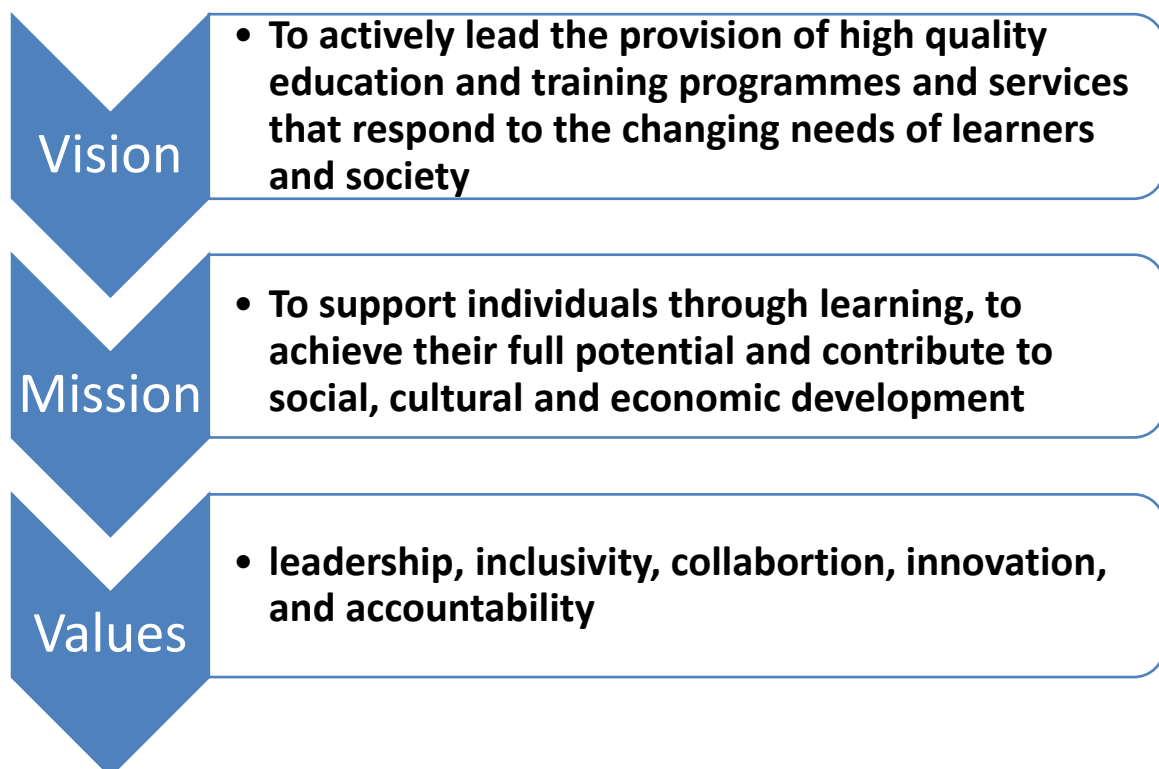 Vision
• To actively lead the provision of high quality
education and training programmes and services
that respond to the changing needs of learners
and society
Mission
• To support individuals through learning, to
achieve their full potential and contribute to
social, cultural and economic development
Values
• leadership, inclusivity, collabortion, innovation,
and accountability